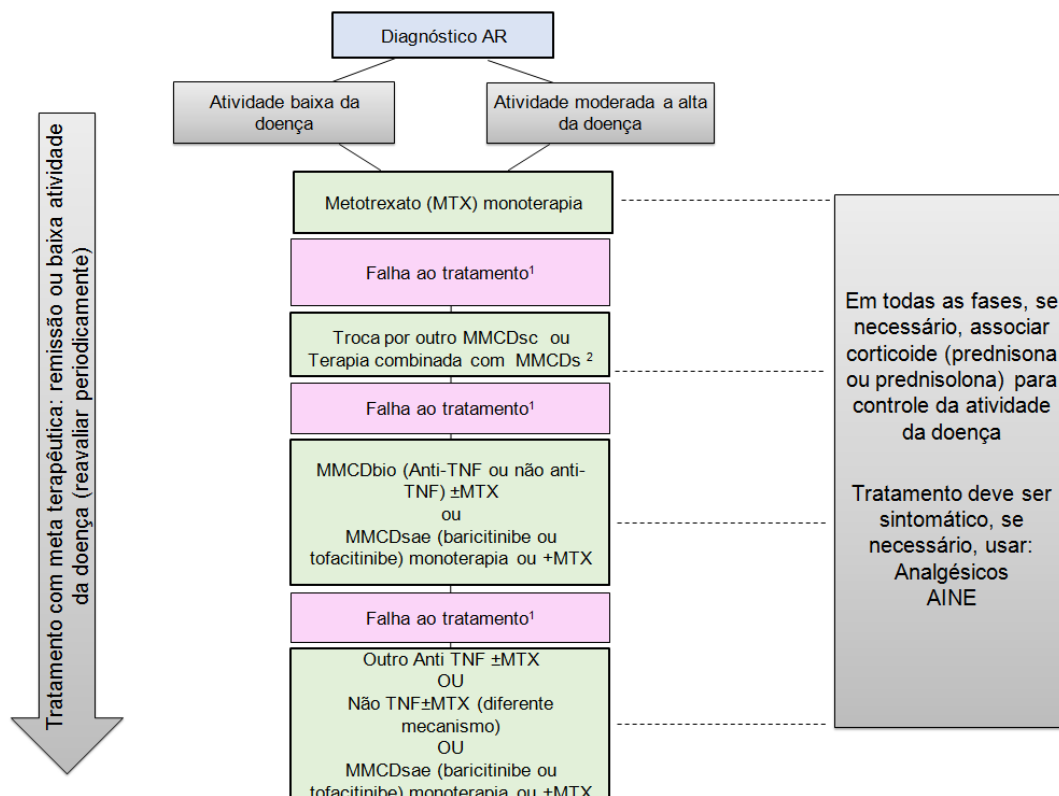 Diagnóstico AR
Atividade baixa da
doença
Atividade moderada a alta
da doença
Metotrexato (MTX) monoterapia
Falha ao tratamento¹
Troca por outro MMCDsc ou
Terapia combinada com MMCDs ²
Falha ao tratamento¹
MMCDbio (Anti-TNF ou não anti-
TNF) ±MTX
ou
MMCDsae (baricitinibe ou
tofacitinibe) monoterapia ou +MTX
Falha ao tratamento¹
Outro Anti TNF ±MTX
OU
Não TNF±MTX (diferente
mecanismo)
OU
MMCDsae (baricitinibe ou
tofacitinibe) monoterapia ou +MTX
Tratamento com meta terapêutica: remissão ou baixa atividade
da doença (reavaliar periodicamente)
Em todas as fases, se
necessário, associar
corticoide (prednisona
ou prednisolona) para
controle da atividade
da doença
Tratamento deve ser
sintomático, se
necessário, usar:
Analgésicos
AINE